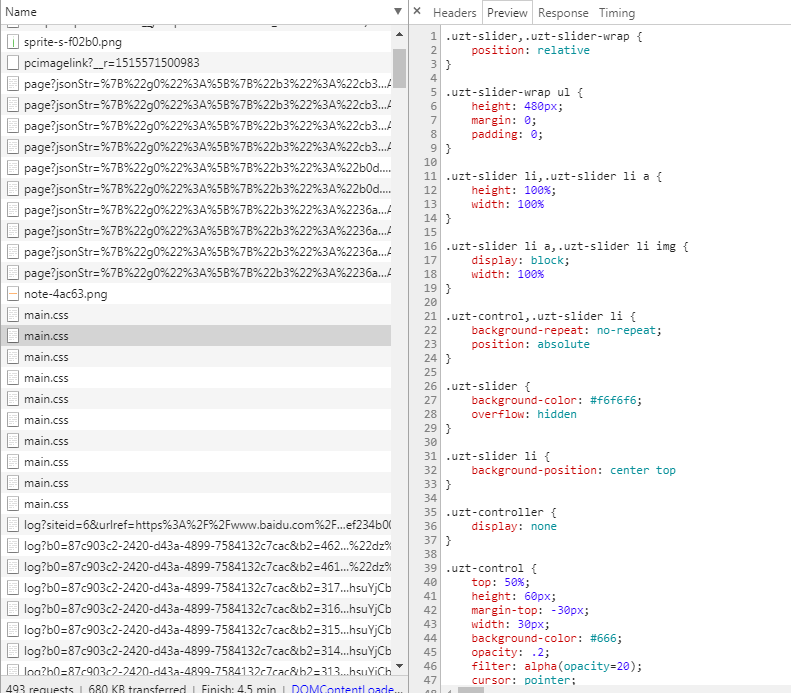 Name
sprite-s-f02b0.png
pcimagelink?__r=1515571500983
page?jsonStr=%7B%22g0%22%3A%5B%7B%22b3%22%3A%22cb3...A
page?jsonStr=%7B%22g0%22%3A%5B%7B%22b3%22%3A%22cb3...A
page?jsonStr=%7B%22g0%22%3A%5B%7B%22b3%22%3A%22cb3...A
page?jsonStr=%7B%22g0%22%3A%5B%7B%22b3%22%3A%22cb3...A
page?jsonStr=%7B%22g0%22%3A%5B%7B%22b3%22%3A%22b0d....
page?jsonStr=%7B%22g0%22%3A%5B%7B%22b3%22%3A%22b0d....
page?jsonStr=%7B%22g0%22%3A%5B%7B%22b3%22%3A%2236a...A
page?jsonStr=%7B%22g0%22%3A%5B%7B%22b3%22%3A%2236a...A
page?jsonStr=%7B%22g0%22%3A%5B%7B%22b3%22%3A%2236a...A
page?jsonStr=%7B%22g0%22%3A%5B%7B%22b3%22%3A%2236a...A
note-4ac63.png
main.css
main.css
main.css
main.css
main.css
main.css
main.css
main.css
main.css
main.css
log?siteid=6&urlref=https%3A%2F%2Fwww.baidu.com%2F...ef234b00
log?b0=87c903c2-2420-d43a-4899-7584132c7cac&b2=462...%22dz%
log?b0=87c903c2-2420-d43a-4899-7584132c7cac&b2=461...%22dz%
log?b0=87c903c2-2420-d43a-4899-7584132c7cac&b2=317...hsuYjCb
log?b0=87c903c2-2420-d43a-4899-7584132c7cac&b2=316...hsuYjCb
log?b0=87c903c2-2420-d43a-4899-7584132c7cac&b2=315...hsuYjCb
log?b0=87c903c2-2420-d43a-4899-7584132c7cac&b2=314...hsuYjCb
log?b0=87c903c2-2420-d43a-4899-7584132c7cac&b2=313...hsuYjCb
493 requests | 680 KB transferred | Finish: 4.5 min | DOMContentLoade...
× Headers Preview Response Timing
1 .uzt-slider,.uzt-slider-wrap {
2 position: relative
3 }
4
5 .uzt-slider-wrap ul {
6 height: 480px;
7 margin: 0;
8 padding: 0;
9 }
10
11 .uzt-slider li,.uzt-slider li a {
12 height: 100%;
13 width: 100%
14 }
15
16 .uzt-slider li a,.uzt-slider li img {
17 display: block;
18 width: 100%
19 }
20
21 .uzt-control,.uzt-slider li {
22 background-repeat: no-repeat;
23 position: absolute
24 }
25
26 .uzt-slider {
27 background-color: #f6f6f6;
28 overflow: hidden
29 }
30
31 .uzt-slider li {
32 background-position: center top
33 }
34
35 .uzt-controller {
36 display: none
37 }
38
39 .uzt-control {
40 top: 50%;
41 height: 60px;
42 margin-top: -30px;
43 width: 30px;
44 background-color: #666;
45 opacity: .2;
46 filter: alpha(opacity=20);
47 cursor: pointer;
48